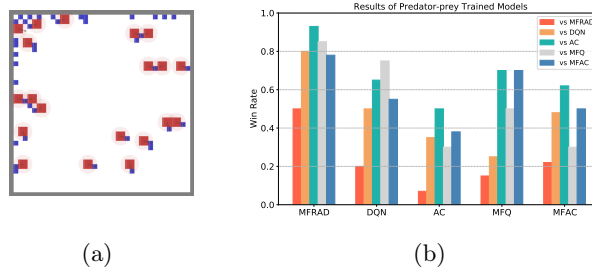 Results of Predator-prey Trained Models
1.0
0.8
0.6
0.4
0.2
0.0
Win Rate
vs MFRAD
vs DQN
vs AC
vs MFQ
vs MFAC
MFRAD DQN AC MFQ MFAC
(a) (b)